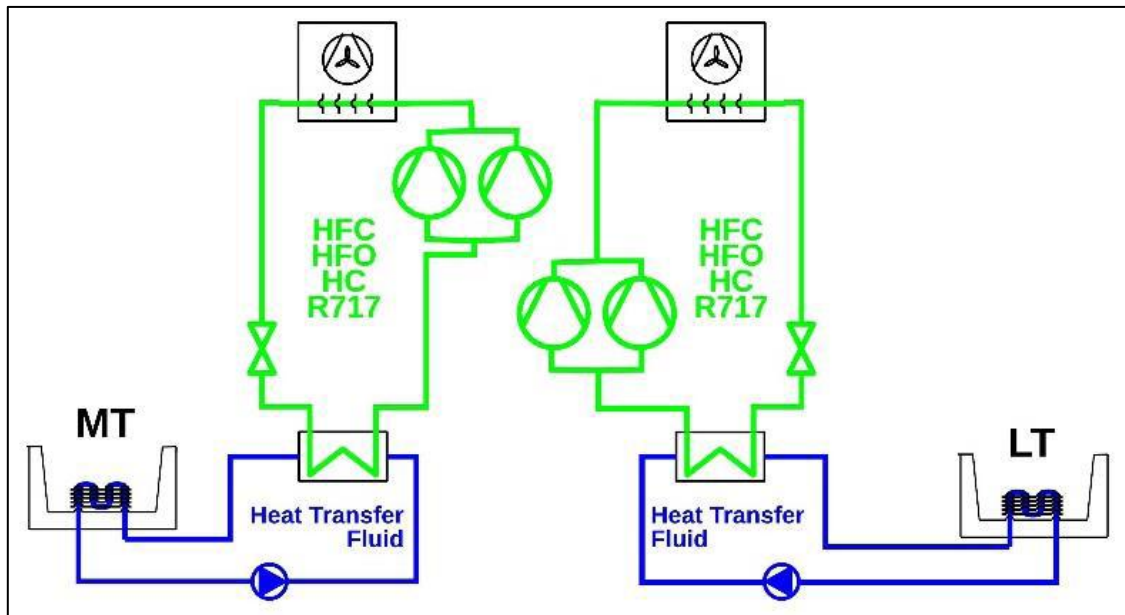 HFC
HFO
HC
R717
HFC
HFO
HC
R717
MT
LT
Heat Transfer
Fluid
Heat Transfer
Fluid